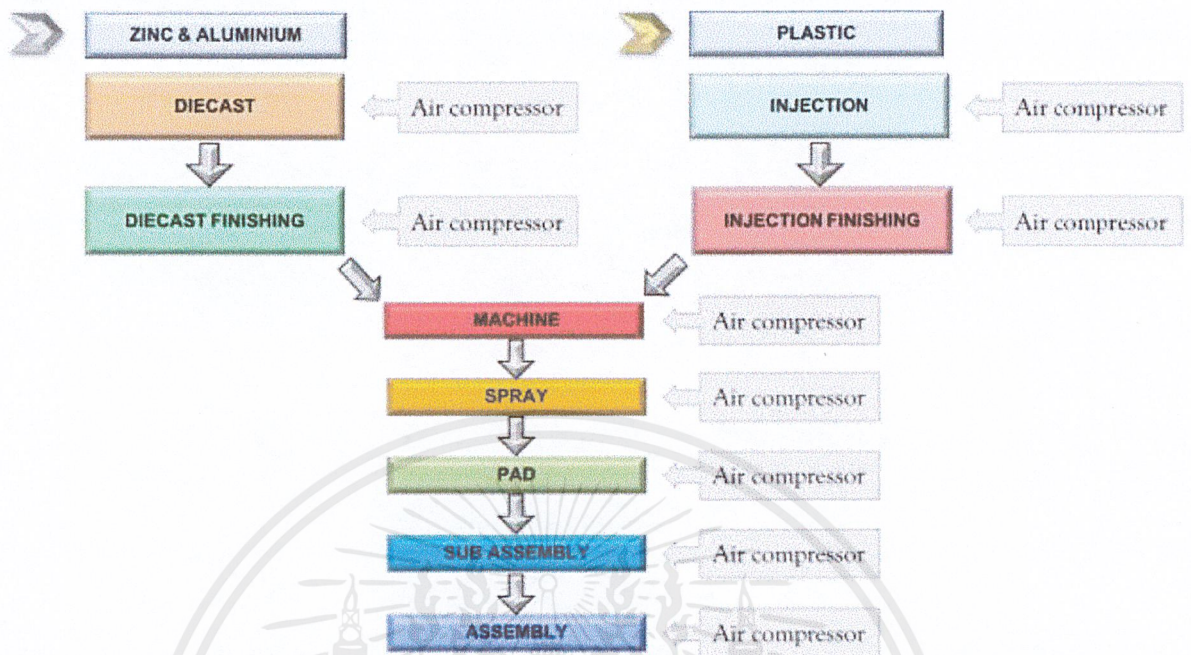 ZINC & ALUMINIUM
PLASTIC
DIECAST
Air compressor
INJECTION
Air compressor
DIECAST FINISHING
Air compressor
INJECTION FINISHING
Air compressor
MACHINE
Air compressor
SPRAY
Air compressor
PAD
Air compressor
SUB ASSEMBLY
Air compressor
ASSEMBLY
Air compressor